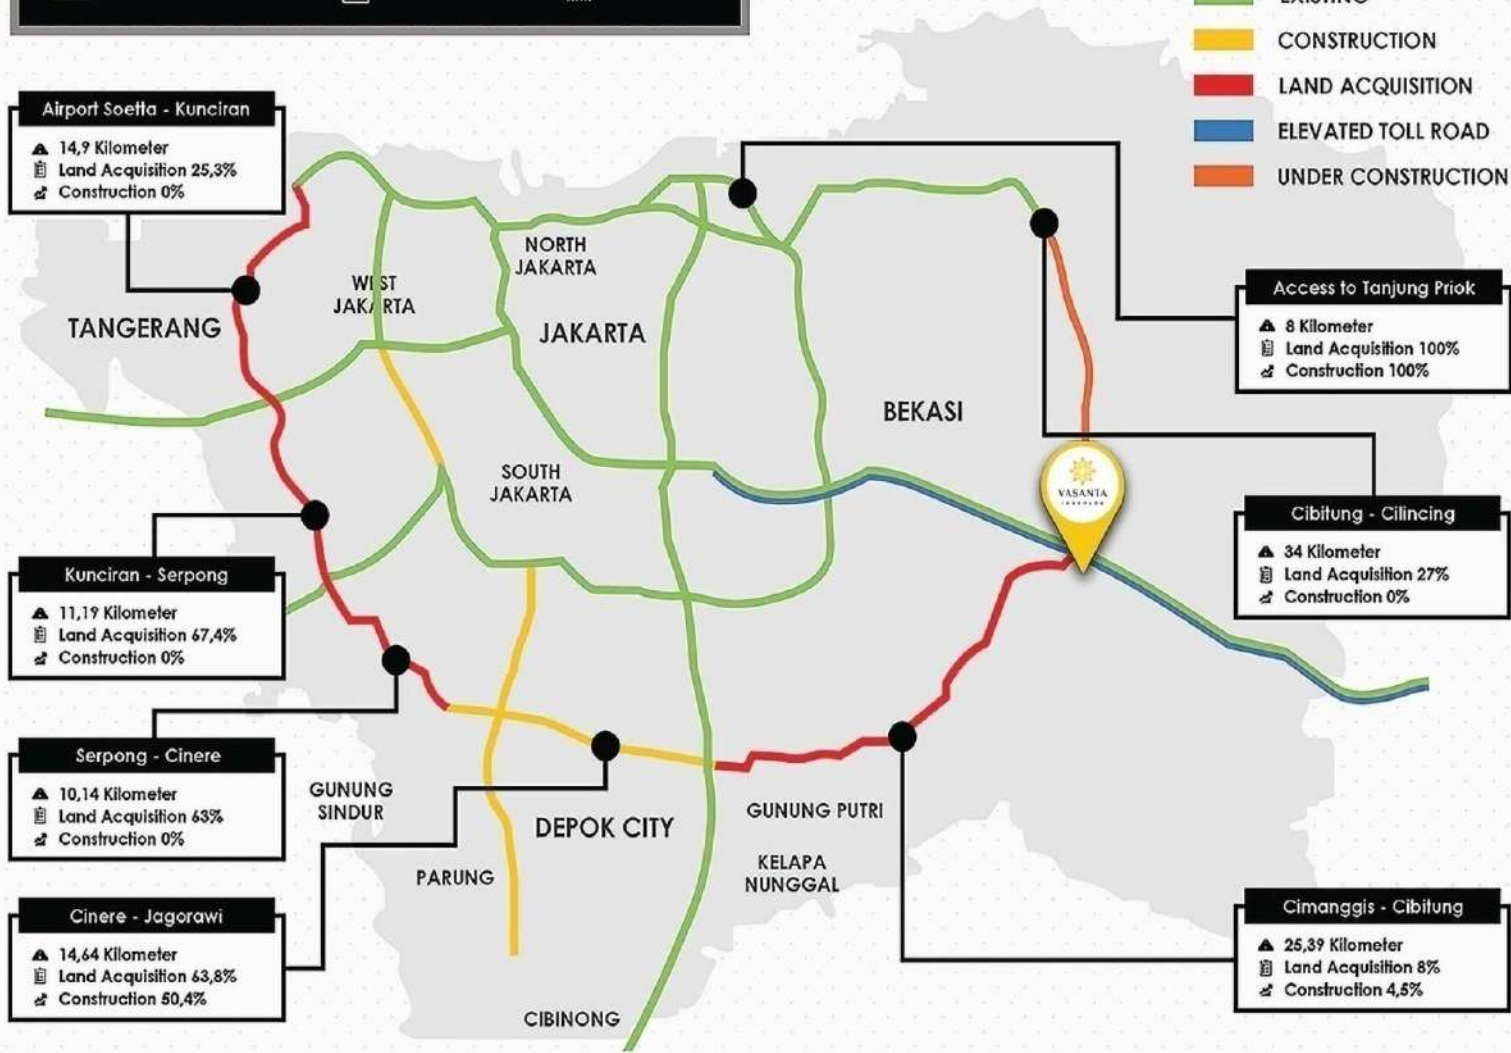 EXISTING
CONSTRUCTION
LAND ACQUISITION
ELEVATED TOLL ROAD
UNDER CONSTRUCTION
Airport Soetta - Kunciran
14,9 Kilometer
Land Acquisition 25,3%
Construction 0%
NORTH
JAKARTA
WEST
JAKARTA
TANGERANG
JAKARTA
Access to Tanjung Priok
8 Kilometer
Land Acquisition 100%
Construction 100%
BEKASI
SOUTH
JAKARTA
VASANTA
Cibitung - Cilincing
34 Kilometer
Land Acquisition 27%
Construction 0%
Kunciran - Serpong
11,19 Kilometer
Land Acquisition 67,4%
Construction 0%
Serpong - Cinere
10,14 Kilometer
Land Acquisition 63%
Construction 0%
GUNUNG
SINDUR
DEPOK CITY
GUNUNG PUTRI
KELAPA
NUNGGAL
PARUNG
Cinere - Jagorawi
14,64 Kilometer
Land Acquisition 63,8%
Construction 50,4%
Cimanggis - Cibitung
25,39 Kilometer
Land Acquisition 8%
Construction 4,5%
CIBINONG